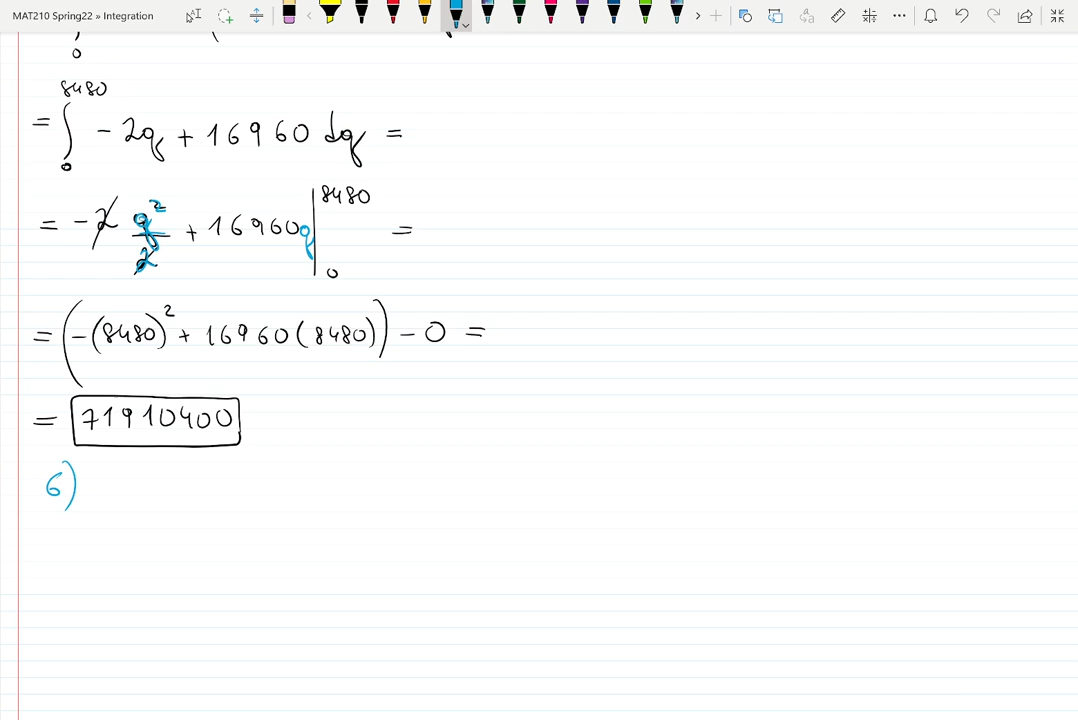 MAT210 Spring22 » Integration
0
8480
= ∫ - 2q + 16960 dq =
0
= - 2 q²/2 + 16960q | 8480 =
0
= (-(8480)² + 16960(8480)) - 0 =
= 71910400
6)